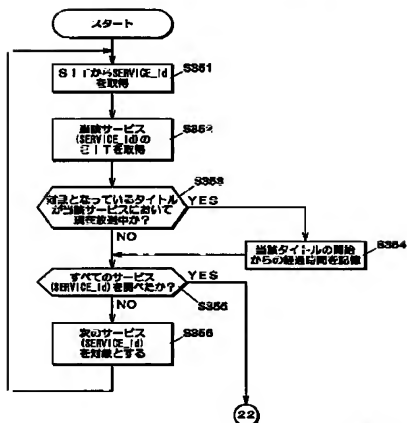 スタート
SITからSERVICE_Id
を取得
S351
当該サービス
(SERVICE_Id)の
EITを取得
S352
対象となっているタイトル
が当該サービスにおいて
現在放送中か?
S353
YES
NO
当該タイトルの開始
からの経過時間を記憶
S354
すべてのサービス
(SERVICE_Id)を調べたか?
YES
S355
NO
次のサービス
(SERVICE_Id)
を対象とする
S356
22